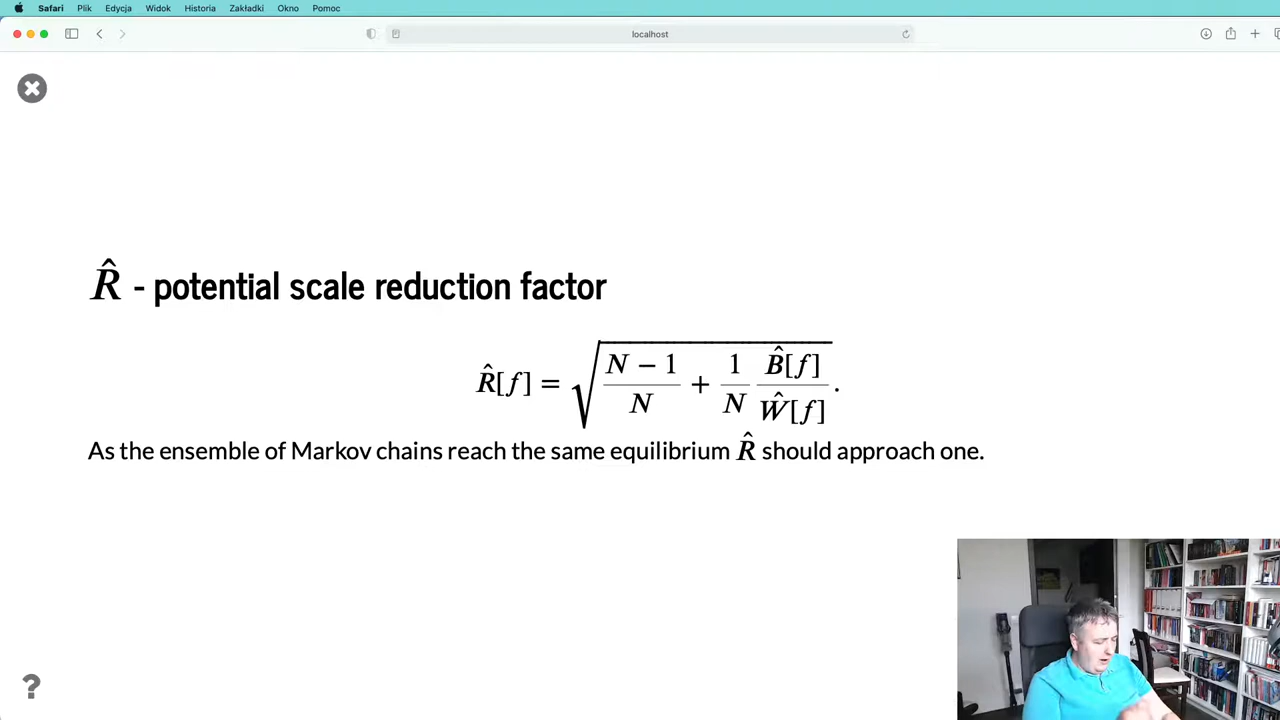 Safari Plik Edycja Widok Historia Zakładki Okno Pomoc
localhost
R̂ - potential scale reduction factor
R̂[f] = √((N − 1)/N + (1/N) (B̂[f]/Ŵ[f])).
As the ensemble of Markov chains reach the same equilibrium R̂ should approach one.
?